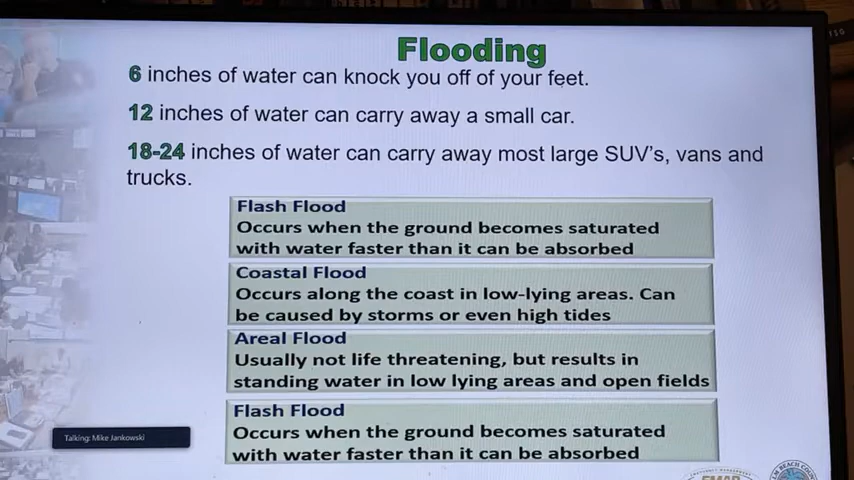 Flooding
6 inches of water can knock you off of your feet.
12 inches of water can carry away a small car.
18-24 inches of water can carry away most large SUV's, vans and
trucks.
Flash Flood
Occurs when the ground becomes saturated
with water faster than it can be absorbed
Coastal Flood
Occurs along the coast in low-lying areas. Can
be caused by storms or even high tides
Areal Flood
Usually not life threatening, but results in
standing water in low lying areas and open fields
Flash Flood
Occurs when the ground becomes saturated
with water faster than it can be absorbed
Talking: Mike Jankowski